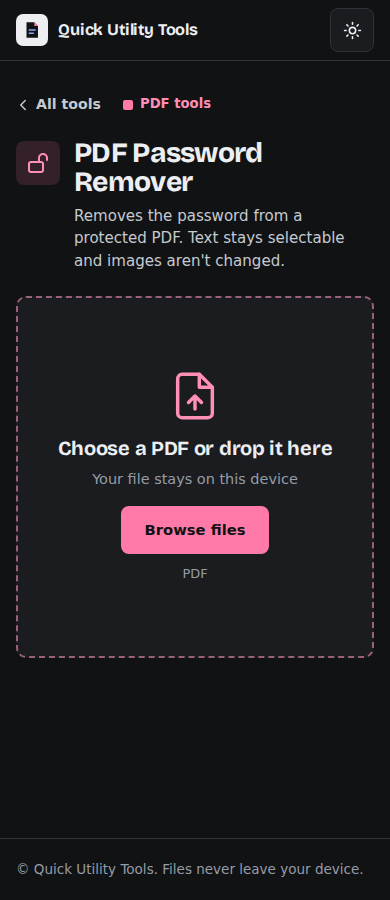 Quick Utility Tools
All tools
PDF tools
PDF Password
Remover
Removes the password from a
protected PDF. Text stays selectable
and images aren't changed.
Choose a PDF or drop it here
Your file stays on this device
Browse files
PDF
© Quick Utility Tools. Files never leave your device.